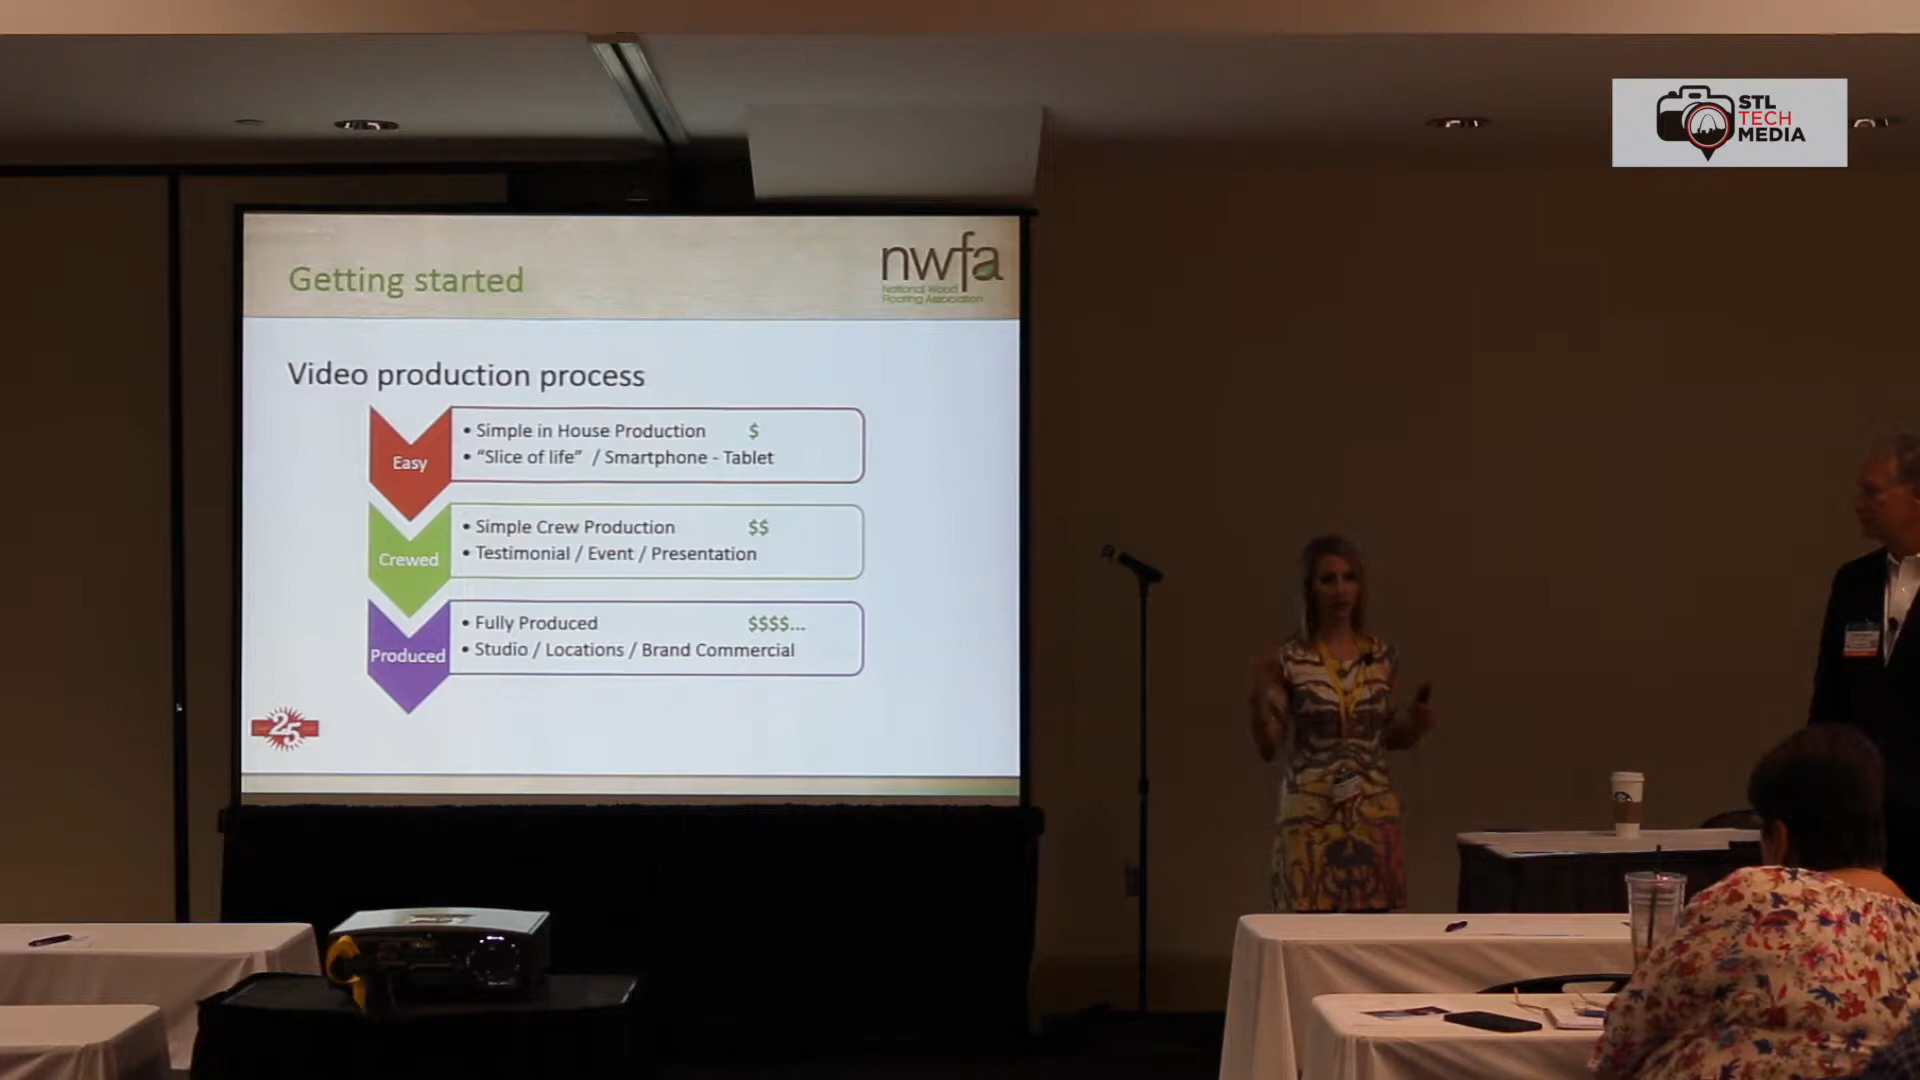 STL
TECH
MEDIA
nwfa
National Wood
Flooring Association
Getting started
Video production process
Easy
• Simple in House Production $
• “Slice of life” / Smartphone - Tablet
Crewed
• Simple Crew Production $$
• Testimonial / Event / Presentation
Produced
• Fully Produced $$$$...
• Studio / Locations / Brand Commercial
25